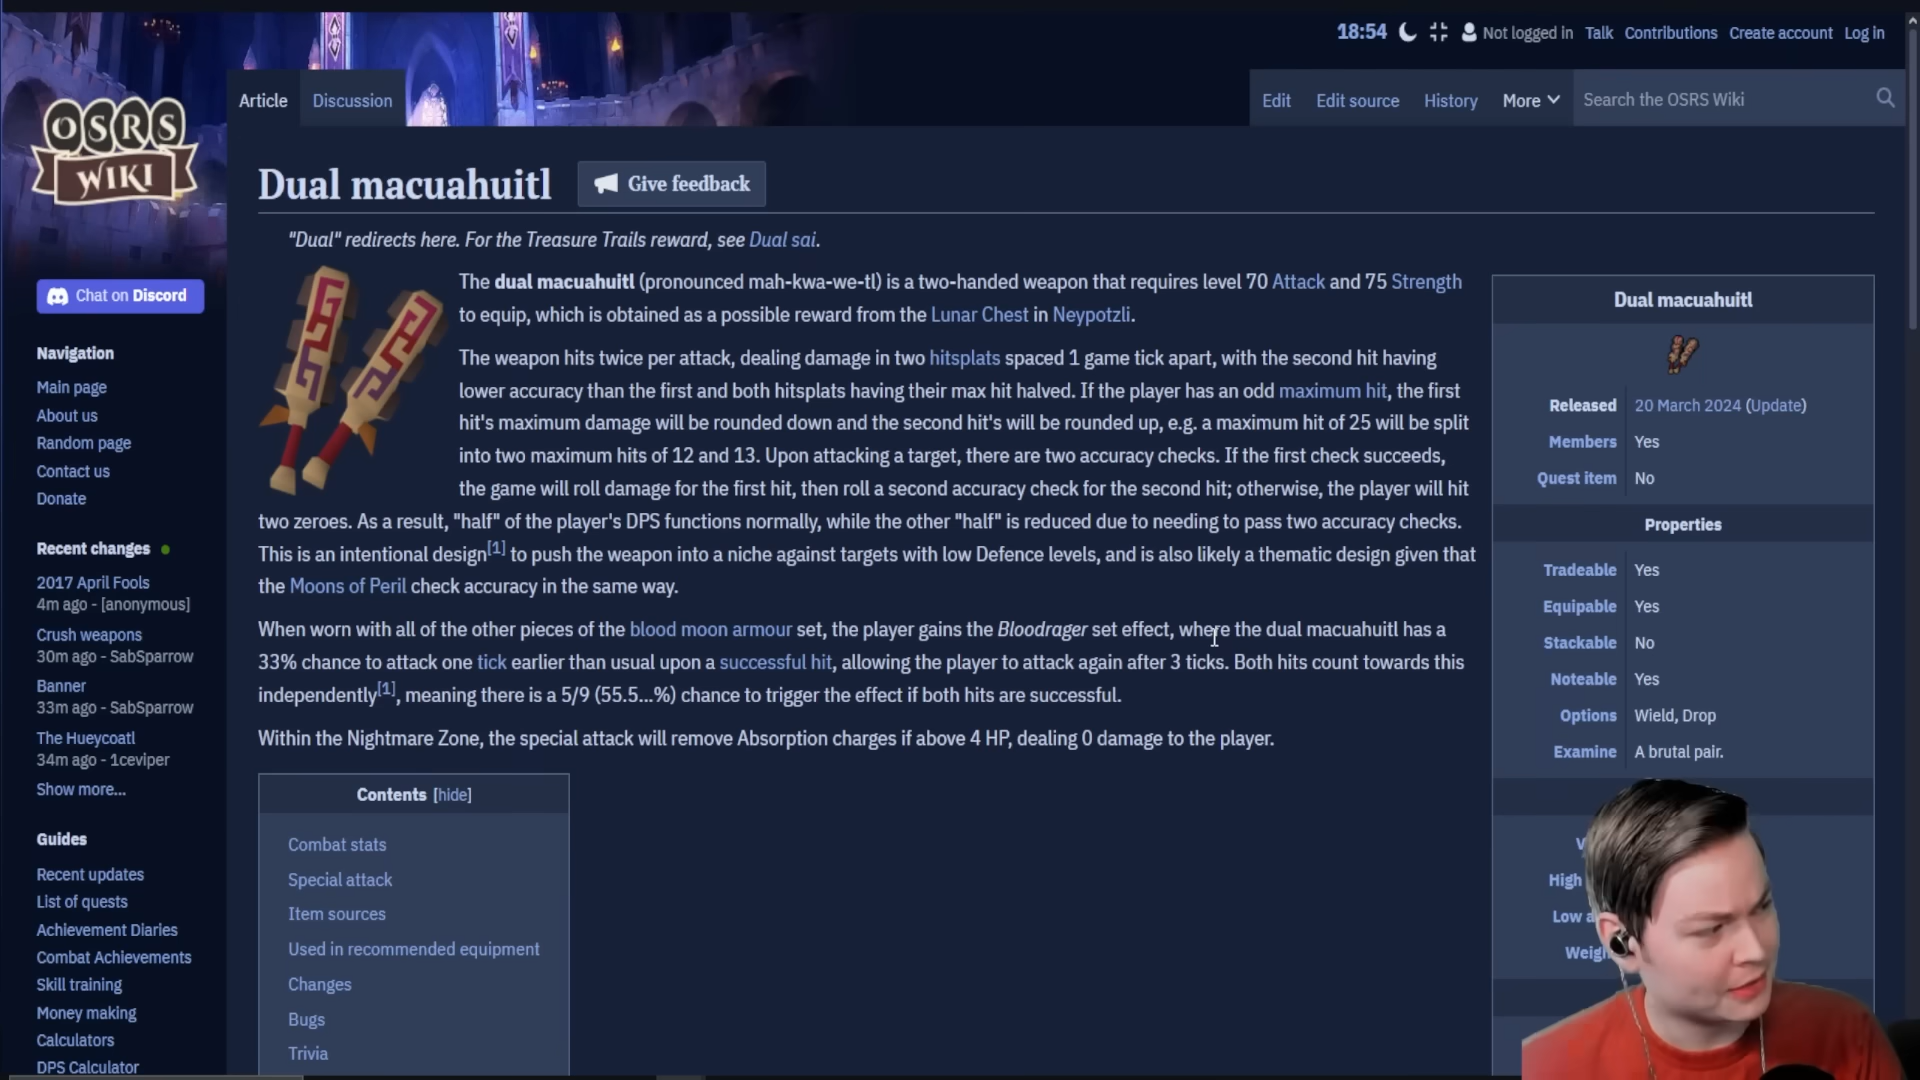 18:54 Not logged in Talk Contributions Create account Log in
OSRS
WIKI
Article Discussion Edit Edit source History More Search the OSRS Wiki
Dual macuahuitl Give feedback
"Dual" redirects here. For the Treasure Trails reward, see Dual sai.
The dual macuahuitl (pronounced mah-kwa-we-tl) is a two-handed weapon that requires level 70 Attack and 75 Strength
to equip, which is obtained as a possible reward from the Lunar Chest in Neypotzli.
The weapon hits twice per attack, dealing damage in two hitsplats spaced 1 game tick apart, with the second hit having
lower accuracy than the first and both hitsplats having their max hit halved. If the player has an odd maximum hit, the first
hit's maximum damage will be rounded down and the second hit's will be rounded up, e.g. a maximum hit of 25 will be split
into two maximum hits of 12 and 13. Upon attacking a target, there are two accuracy checks. If the first check succeeds,
the game will roll damage for the first hit, then roll a second accuracy check for the second hit; otherwise, the player will hit
two zeroes. As a result, "half" of the player's DPS functions normally, while the other "half" is reduced due to needing to pass two accuracy checks.
This is an intentional design[1] to push the weapon into a niche against targets with low Defence levels, and is also likely a thematic design given that
the Moons of Peril check accuracy in the same way.
When worn with all of the other pieces of the blood moon armour set, the player gains the Bloodrager set effect, where the dual macuahuitl has a
33% chance to attack one tick earlier than usual upon a successful hit, allowing the player to attack again after 3 ticks. Both hits count towards this
independently[1], meaning there is a 5/9 (55.5...%) chance to trigger the effect if both hits are successful.
Within the Nightmare Zone, the special attack will remove Absorption charges if above 4 HP, dealing 0 damage to the player.
Contents [hide]
Combat stats
Special attack
Item sources
Used in recommended equipment
Changes
Bugs
Trivia
Dual macuahuitl
Released 20 March 2024 (Update)
Members Yes
Quest item No
Properties
Tradeable Yes
Equipable Yes
Stackable No
Noteable Yes
Options Wield, Drop
Examine A brutal pair.
High
Low
Chat on Discord
Navigation
Main page
About us
Random page
Contact us
Donate
Recent changes
2017 April Fools
4m ago - [anonymous]
Crush weapons
30m ago - SabSparrow
Banner
33m ago - SabSparrow
The Hueycoatl
34m ago - 1ceviper
Show more...
Guides
Recent updates
List of quests
Achievement Diaries
Combat Achievements
Skill training
Money making
Calculators
DPS Calculator